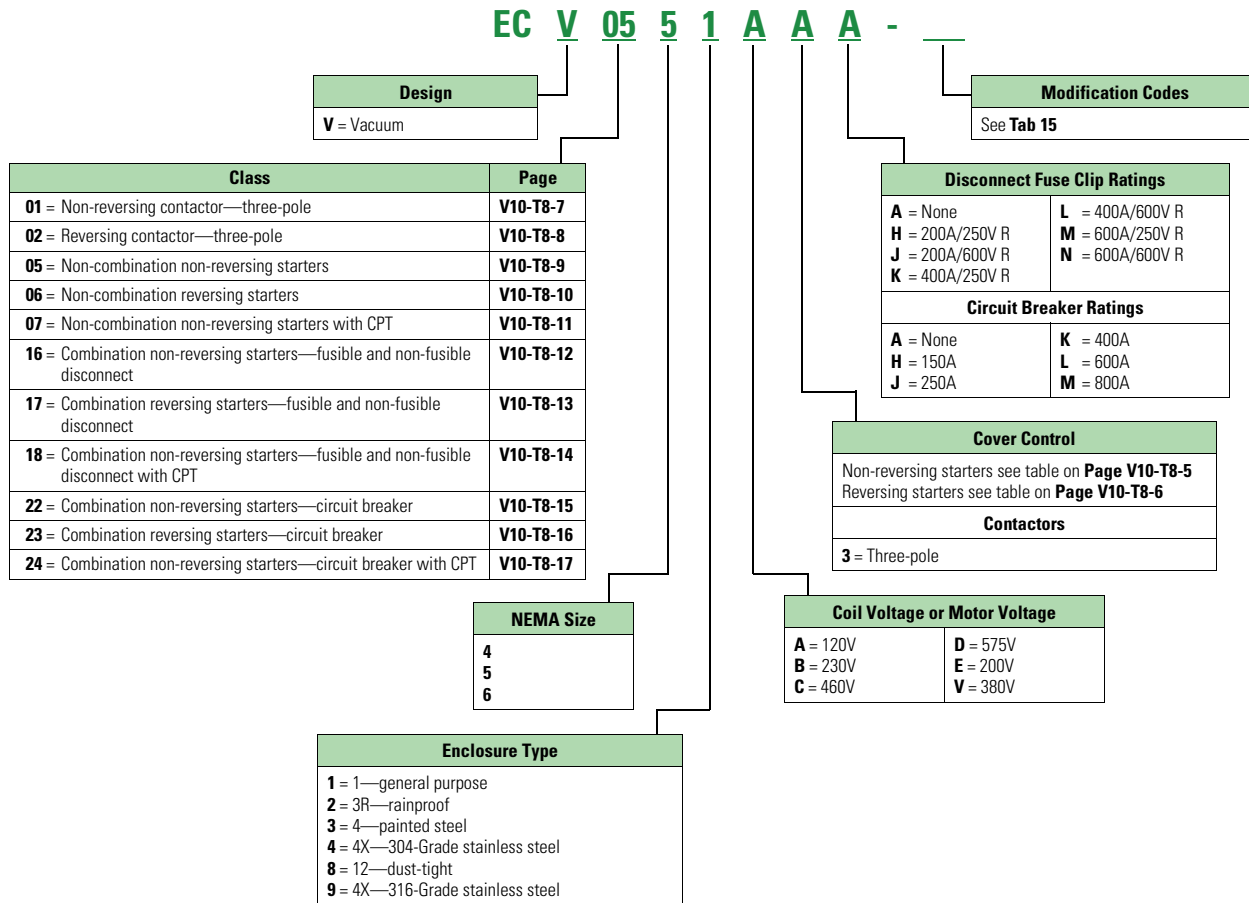 EC V 05 5 1 A A A - __
Design
V = Vacuum
Modification Codes
See Tab 15
Class Page
01 = Non-reversing contactor—three-pole V10-T8-7
02 = Reversing contactor—three-pole V10-T8-8
05 = Non-combination non-reversing starters V10-T8-9
06 = Non-combination reversing starters V10-T8-10
07 = Non-combination non-reversing starters with CPT V10-T8-11
16 = Combination non-reversing starters—fusible and non-fusible V10-T8-12
disconnect
17 = Combination reversing starters—fusible and non-fusible V10-T8-13
disconnect
18 = Combination non-reversing starters—fusible and non-fusible V10-T8-14
disconnect with CPT
22 = Combination non-reversing starters—circuit breaker V10-T8-15
23 = Combination reversing starters—circuit breaker V10-T8-16
24 = Combination non-reversing starters—circuit breaker with CPT V10-T8-17
Disconnect Fuse Clip Ratings
A = None L = 400A/600V R
H = 200A/250V R M = 600A/250V R
J = 200A/600V R N = 600A/600V R
K = 400A/250V R
Circuit Breaker Ratings
A = None K = 400A
H = 150A L = 600A
J = 250A M = 800A
Cover Control
Non-reversing starters see table on Page V10-T8-5
Reversing starters see table on Page V10-T8-6
Contactors
3 = Three-pole
NEMA Size
4
5
6
Coil Voltage or Motor Voltage
A = 120V D = 575V
B = 230V E = 200V
C = 460V V = 380V
Enclosure Type
1 = 1—general purpose
2 = 3R—rainproof
3 = 4—painted steel
4 = 4X—304-Grade stainless steel
8 = 12—dust-tight
9 = 4X—316-Grade stainless steel